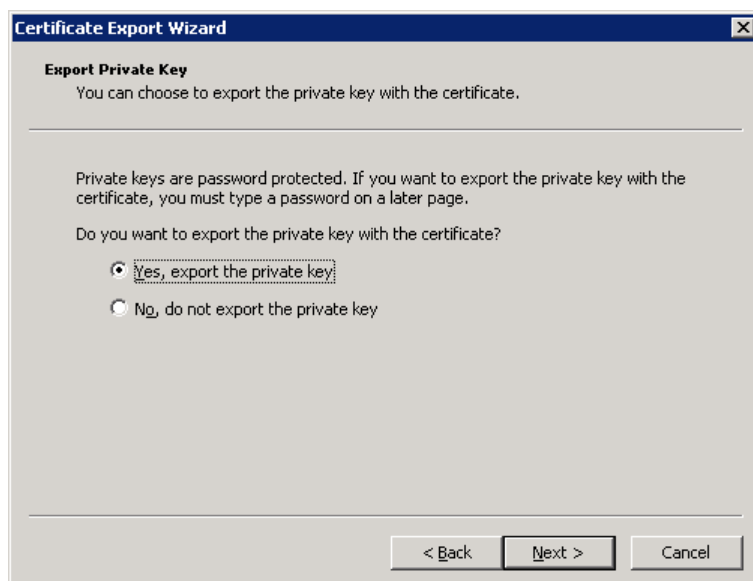 Certificate Export Wizard
Export Private Key
You can choose to export the private key with the certificate.
Private keys are password protected. If you want to export the private key with the
certificate, you must type a password on a later page.
Do you want to export the private key with the certificate?
Yes, export the private key
No, do not export the private key
< Back Next > Cancel